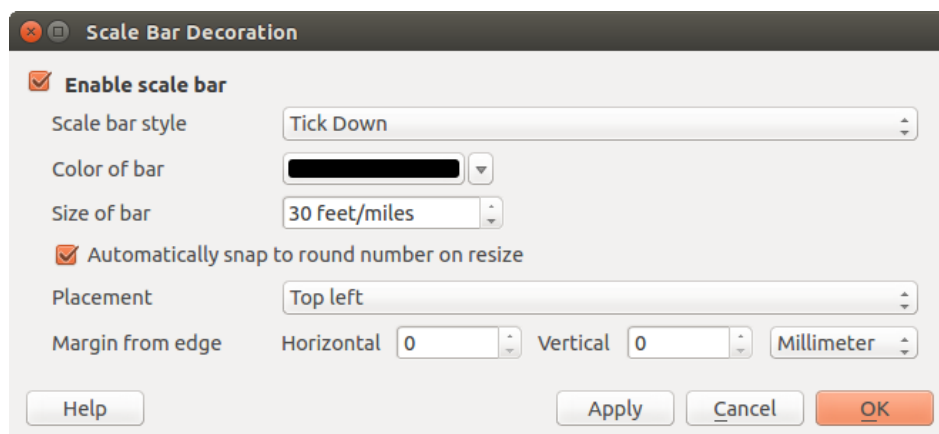 Scale Bar Decoration
Enable scale bar
Scale bar style Tick Down
Color of bar
Size of bar 30 feet/miles
Automatically snap to round number on resize
Placement Top left
Margin from edge Horizontal 0 Vertical 0 Millimeter
Help Apply Cancel OK